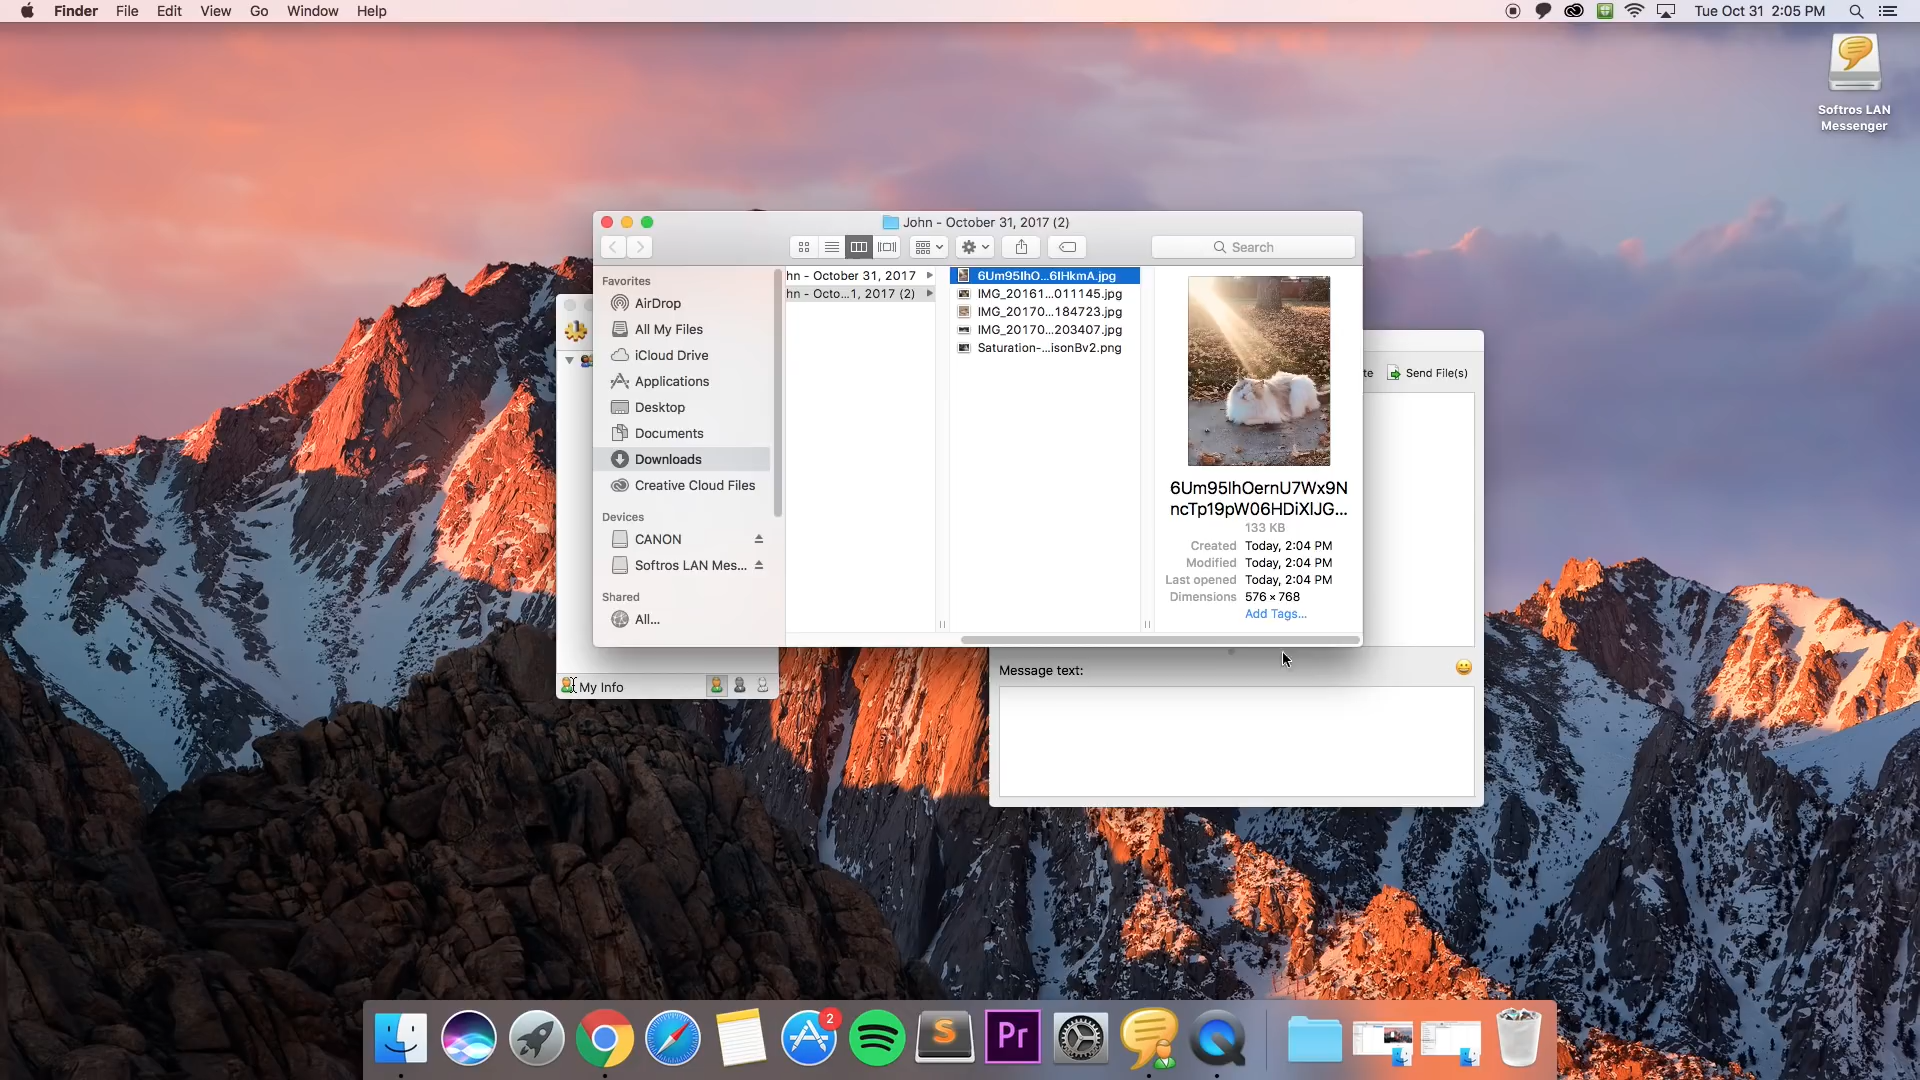 Finder File Edit View Go Window Help Tue Oct 31 2:05 PM
Softros LAN
Messenger
John - October 31, 2017 (2)
Search
Favorites
AirDrop
All My Files
iCloud Drive
Applications
Desktop
Documents
Downloads
Creative Cloud Files
Devices
CANON
Softros LAN Mes...
Shared
All...
hn - October 31, 2017
hn - Octo...1, 2017 (2)
6Um95lhO...6IHkmA.jpg
IMG_20161...011145.jpg
IMG_20170...184723.jpg
IMG_20170...203407.jpg
Saturation-...isonBv2.png
6Um95lhOernU7Wx9N
ncTp19pW06HDiXlJG...
133 KB
Created Today, 2:04 PM
Modified Today, 2:04 PM
Last opened Today, 2:04 PM
Dimensions 576 × 768
Add Tags...
te Send File(s)
Message text:
My Info
2
S
Pr